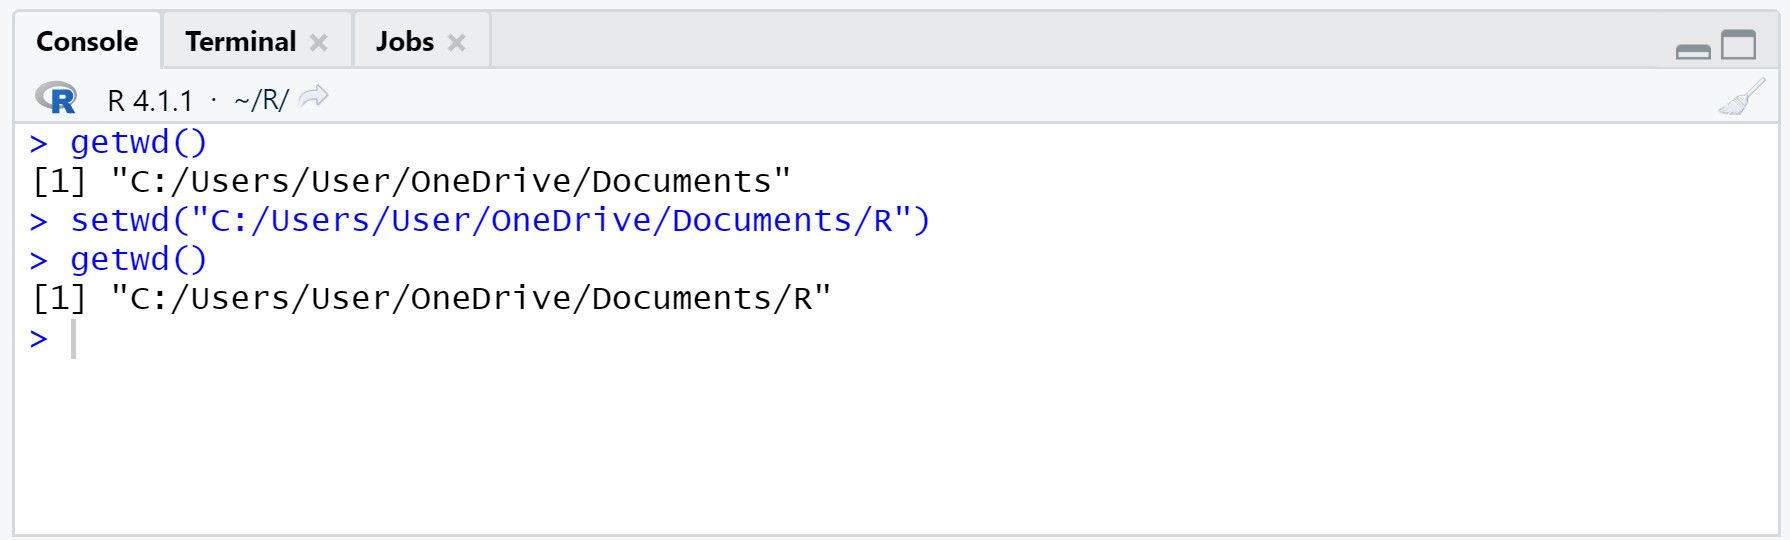 Console Terminal Jobs
R R 4.1.1 · ~/R/
> getwd()
[1] "C:/Users/User/OneDrive/Documents"
> setwd("C:/Users/User/OneDrive/Documents/R")
> getwd()
[1] "C:/Users/User/OneDrive/Documents/R"
>